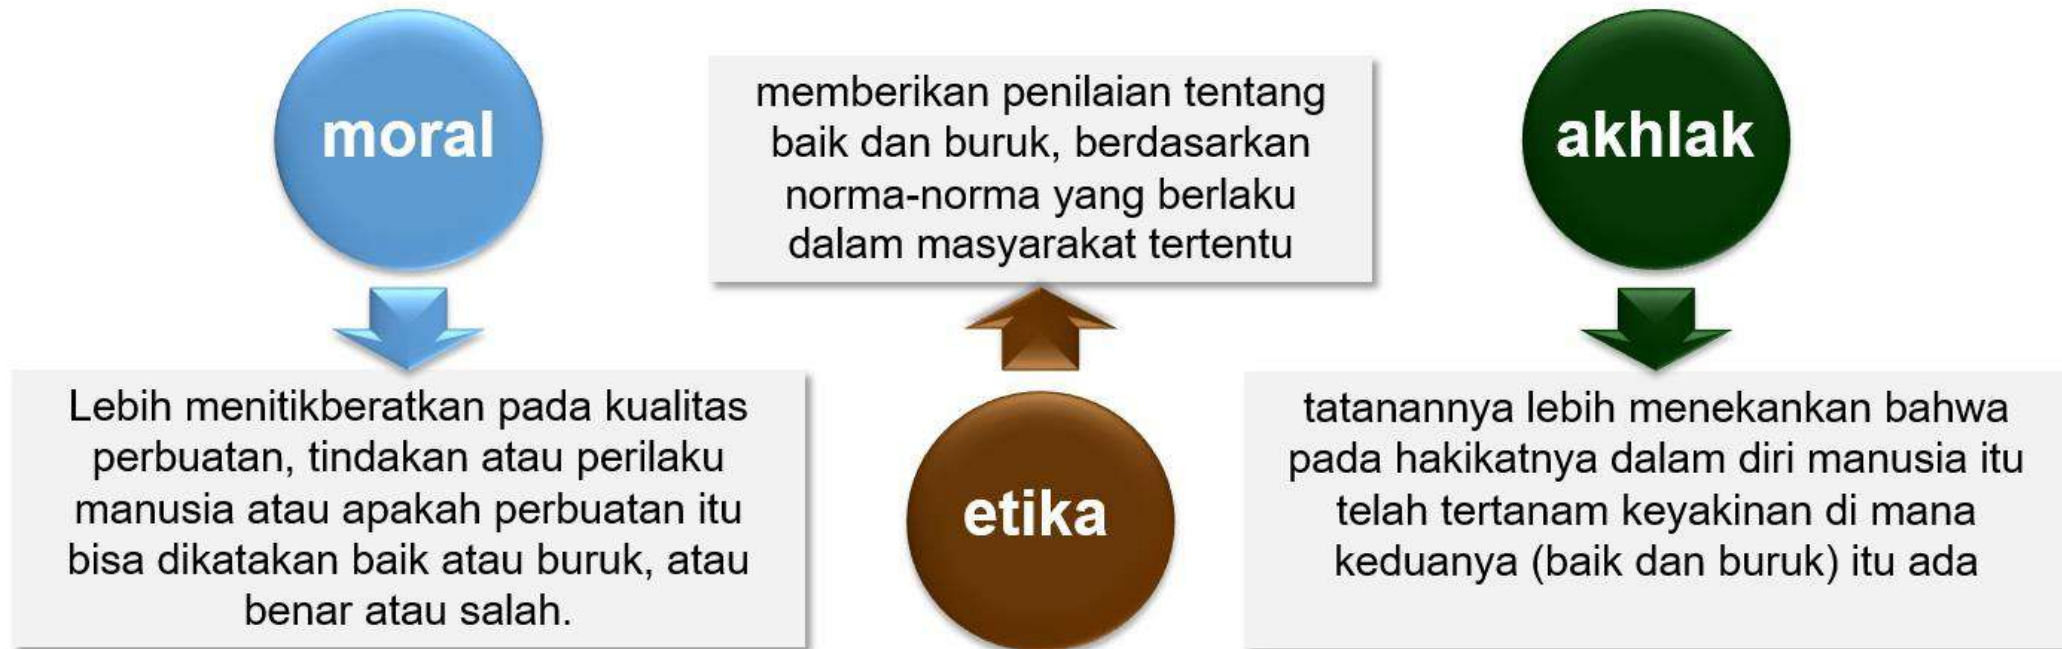 moral
Lebih menitikberatkan pada kualitas
perbuatan, tindakan atau perilaku
manusia atau apakah perbuatan itu
bisa dikatakan baik atau buruk, atau
benar atau salah.
memberikan penilaian tentang
baik dan buruk, berdasarkan
norma-norma yang berlaku
dalam masyarakat tertentu
etika
akhlak
tatanannya lebih menekankan bahwa
pada hakikatnya dalam diri manusia itu
telah tertanam keyakinan di mana
keduanya (baik dan buruk) itu ada